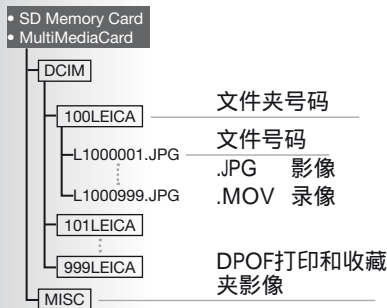 • SD Memory Card
• MultiMediaCard
DCIM
100LEICA
文件夹号码
L1000001.JPG
文件号码
.JPG 影像
L1000999.JPG
.MOV 录像
101LEICA
999LEICA
DPOF打印和收藏
夹影像
MISC